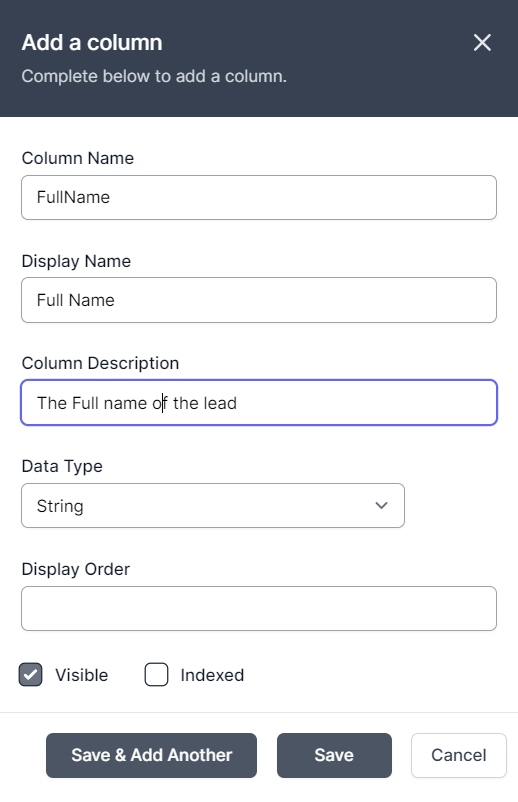 Add a column
Complete below to add a column.
Column Name
FullName
Display Name
Full Name
Column Description
The Full name of the lead
Data Type
String
Display Order
Visible Indexed
Save & Add Another Save Cancel